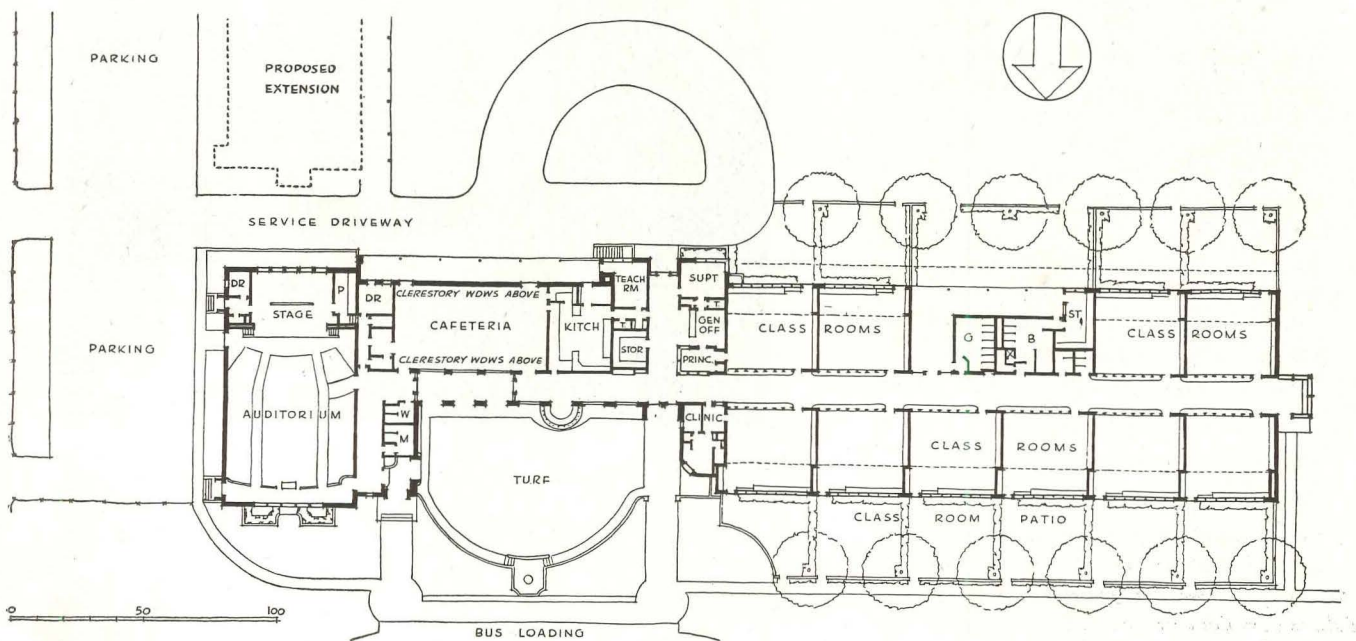 PARKING
PROPOSED
EXTENSION
SERVICE DRIVEWAY
PARKING
DR
STAGE
P
DR
CLERESTORY WDWS ABOVE
CAFETERIA
CLERESTORY WDWS ABOVE
KITCH
TEACH
RM
T
STOR
SUPT
T
GEN
OFF
PRINC.
CLASS ROOMS
G
B
ST.
CLASS ROOMS
AUDITORIUM
W
M
TURF
CLINIC
CLASS ROOMS
CLASS ROOM PATIO
50
100
BUS LOADING